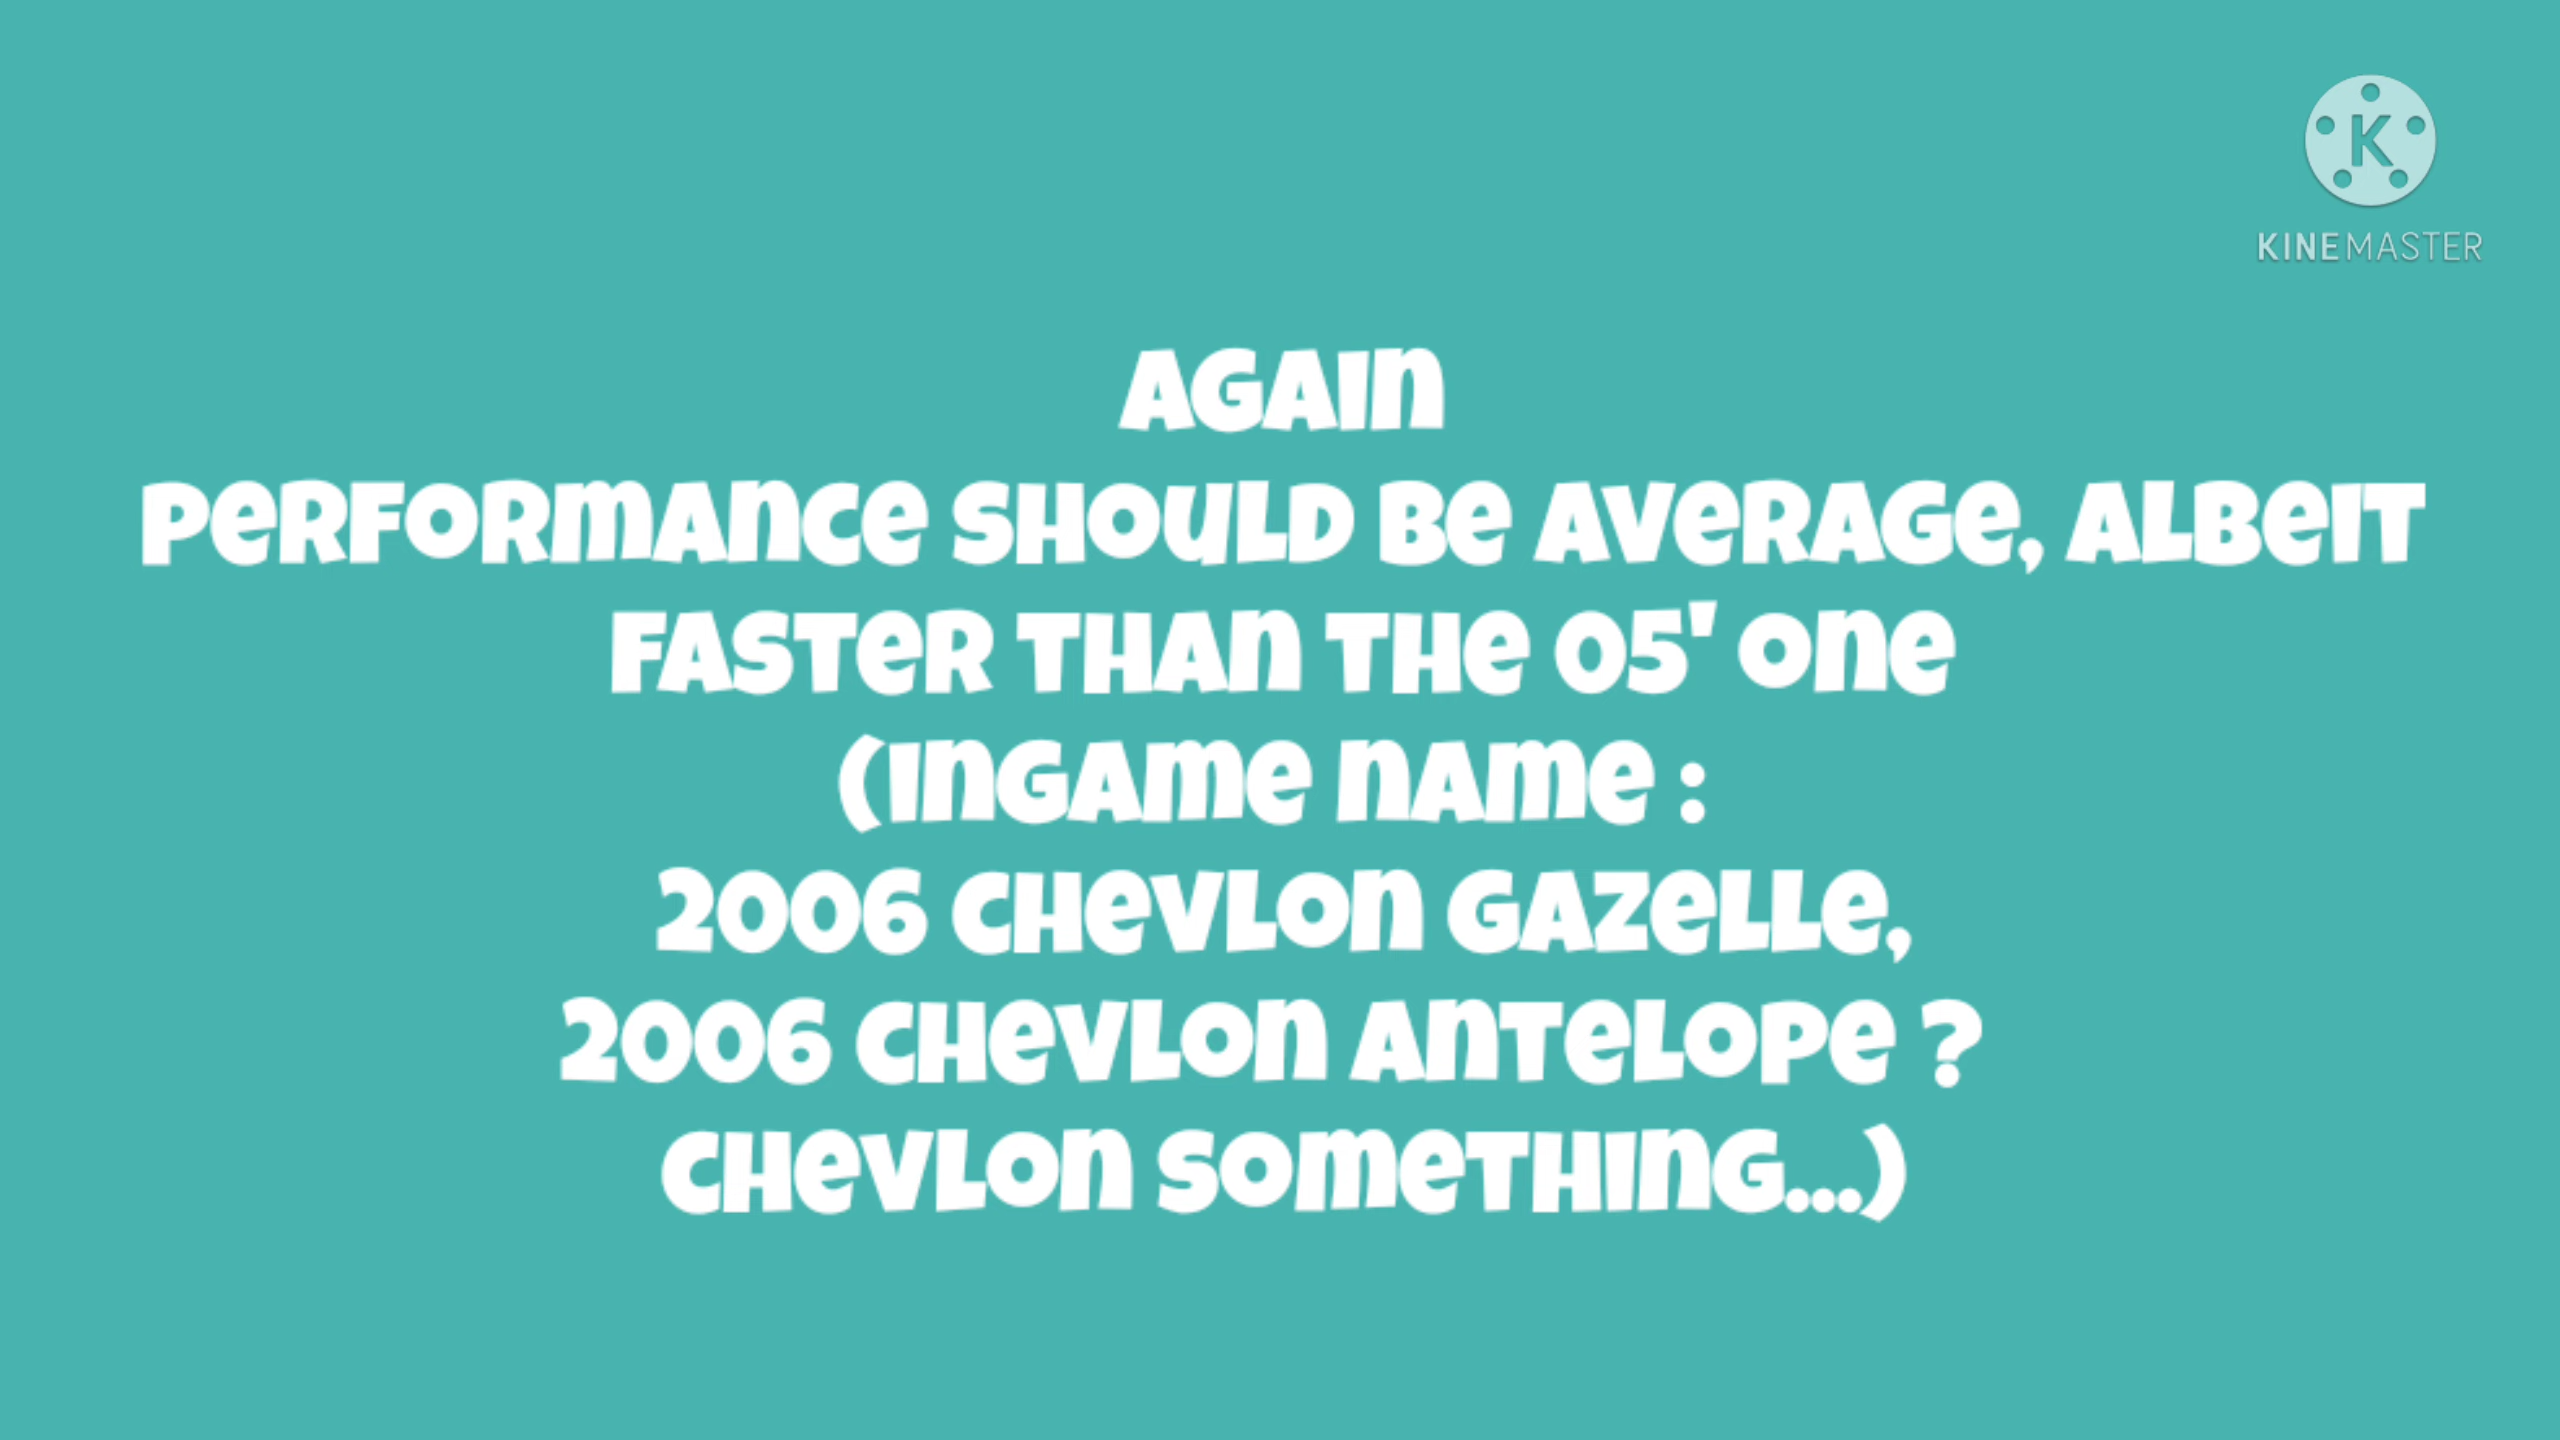 K
KINEMASTER
AGAIN
PERFORMANCE SHOULD BE AVERAGE, ALBEIT
FASTER THAN THE 05' ONE
(INGAME NAME :
2006 CHEVLON GAZELLE,
2006 CHEVLON ANTELOPE ?
CHEVLON SOMETHING...)